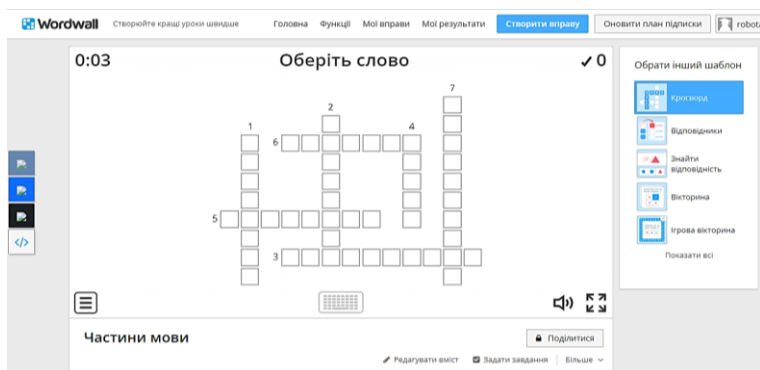 Wordwall Створюйте кращі уроки швидше Головна Функції Мої вправи Мої результати Створити вправу Оновити план підписки robot
0:03 Оберіть слово ✓ 0
Обрати інший шаблон
Кросворд
Відповідники
Знайти
відповідність
Вікторина
Ігрова вікторина
Показати всі
7
2
1
4
6
5
3
</>
Частини мови
Поділитися
Редагувати вміст Задати завдання Більше